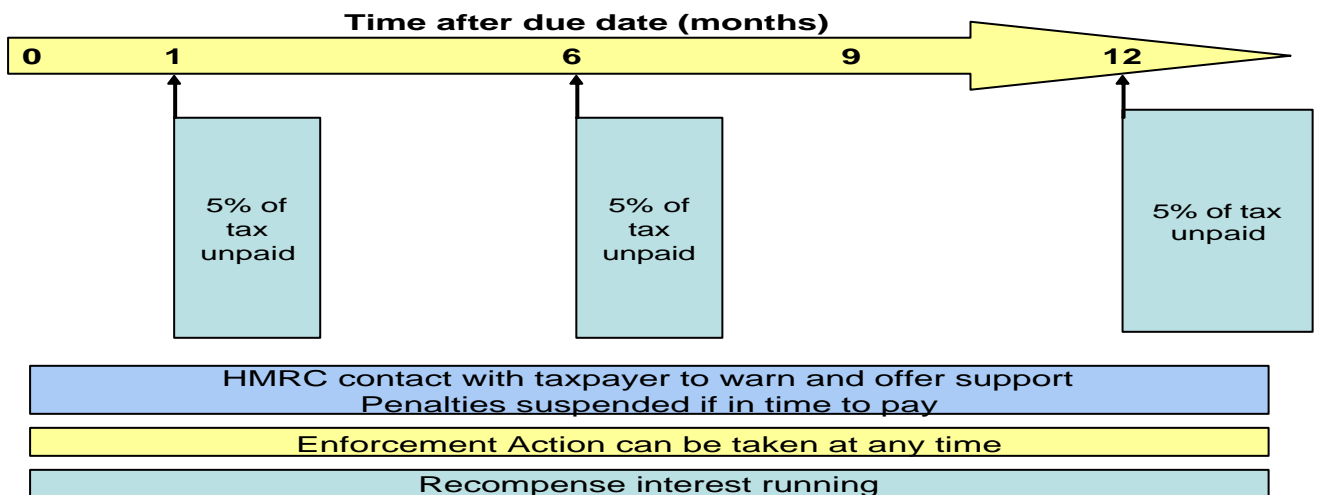 Time after due date (months)
0 1 6 9 12
5% of
tax
unpaid
5% of
tax
unpaid
5% of tax
unpaid
HMRC contact with taxpayer to warn and offer support
Penalties suspended if in time to pay
Enforcement Action can be taken at any time
Recompense interest running